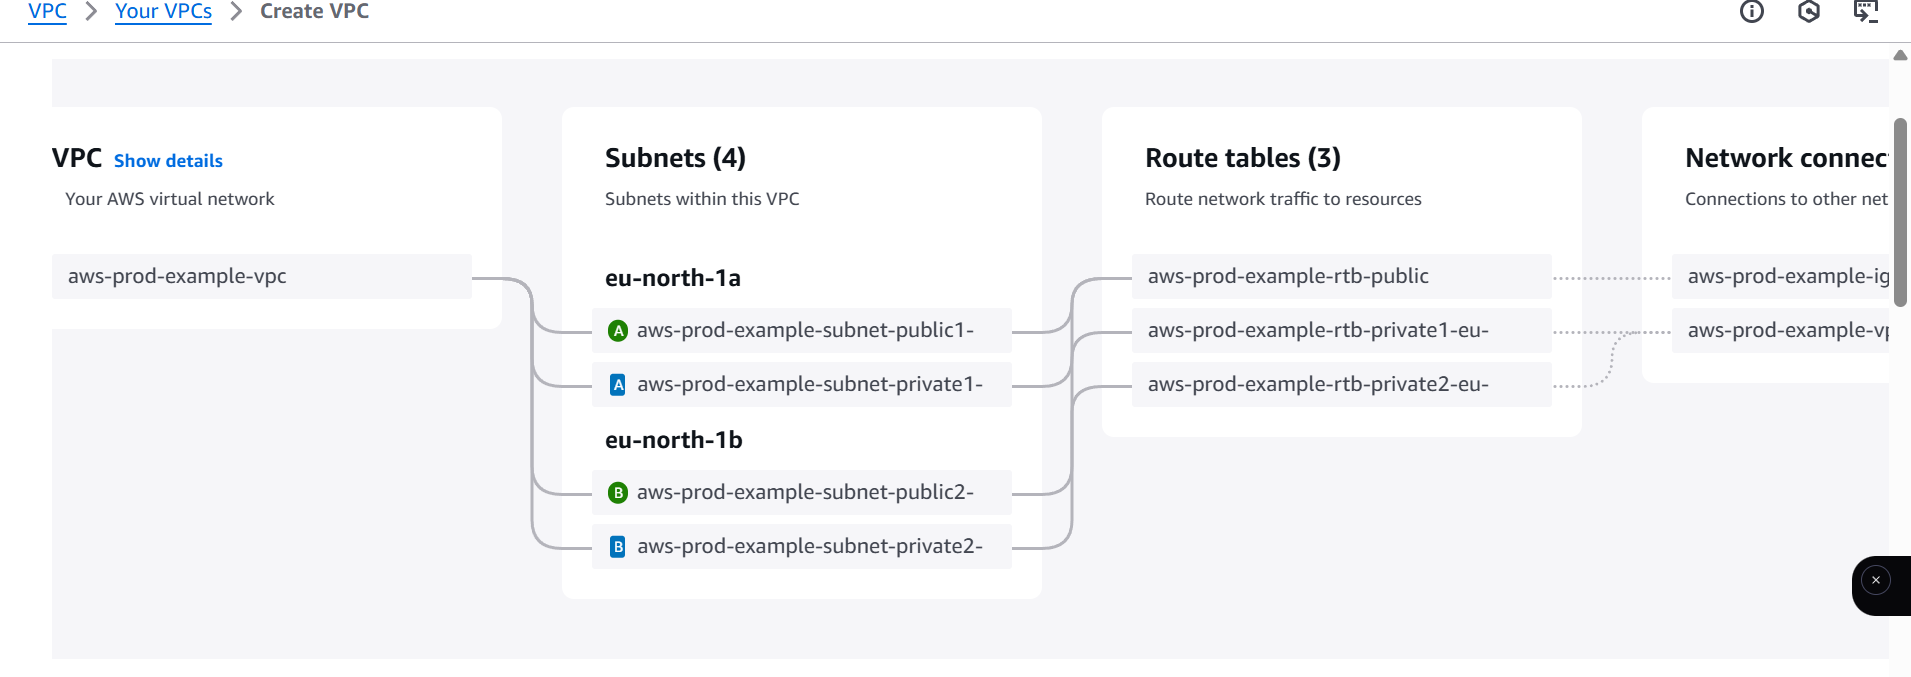 VPC > Your VPCs > Create VPC
VPC Show details
Your AWS virtual network
aws-prod-example-vpc
Subnets (4)
Subnets within this VPC
eu-north-1a
A aws-prod-example-subnet-public1-
A aws-prod-example-subnet-private1-
eu-north-1b
B aws-prod-example-subnet-public2-
B aws-prod-example-subnet-private2-
Route tables (3)
Route network traffic to resources
aws-prod-example-rtb-public
aws-prod-example-rtb-private1-eu-
aws-prod-example-rtb-private2-eu-
Network connec
Connections to other net
aws-prod-example-ig
aws-prod-example-vp